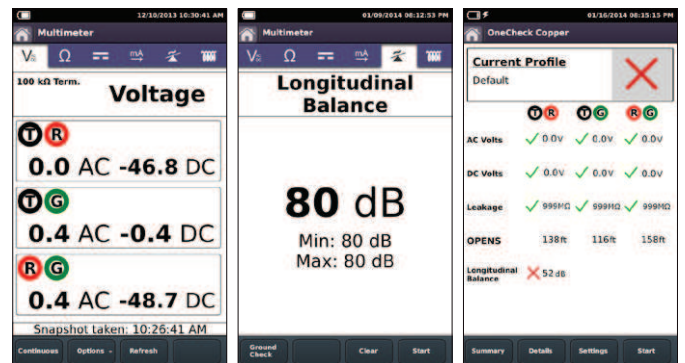 12/10/2013 10:30:41 AM
Multimeter
V Ω mA
100 kΩ Term.
Voltage
T R
0.0 AC -46.8 DC
T G
0.4 AC -0.4 DC
R G
0.4 AC -48.7 DC
Snapshot taken: 10:26:41 AM
Continuous Options Refresh
01/09/2014 06:12:53 PM
Multimeter
V Ω mA
Longitudinal
Balance
80 dB
Min: 80 dB
Max: 80 dB
Ground
Check Clear Start
01/16/2014 06:15:15 PM
OneCheck Copper
Current Profile
Default
T R T G R G
AC Volts 0.0V 0.0V 0.0V
DC Volts 0.0V 0.0V 0.0V
Leakage 999MΩ 999MΩ 999MΩ
OPENS 138ft 116ft 158ft
Longitudinal
Balance 52 dB
Summary Details Settings Start